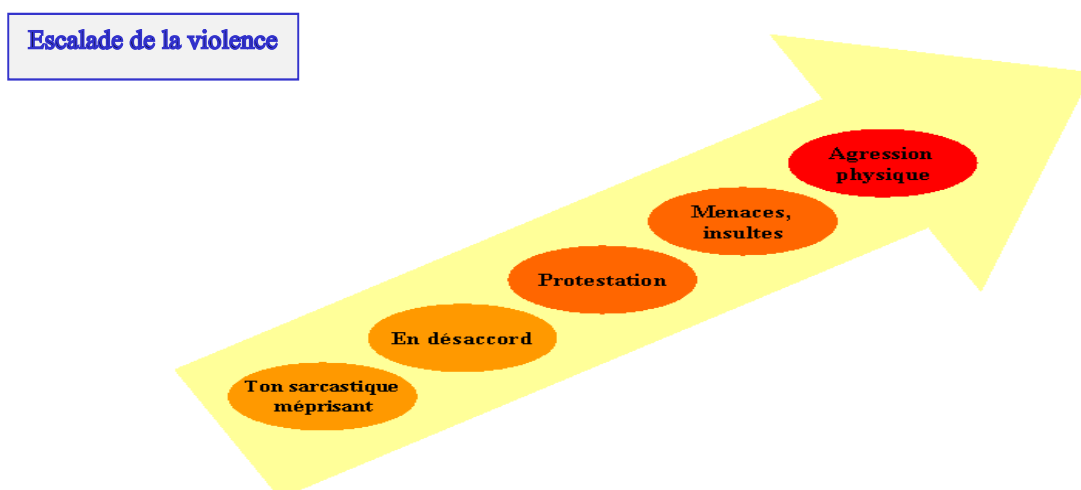 Escalade de la violence
Agression
physique
Menaces,
insultes
Protestation
En désaccord
Ton sarcastique
méprisant